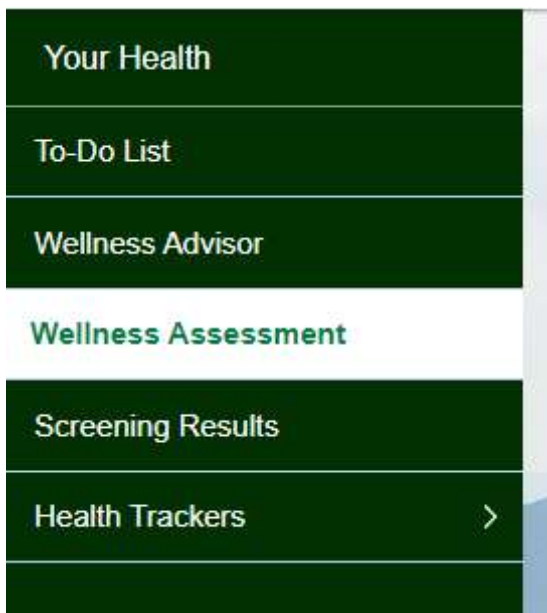 Your Health
To-Do List
Wellness Advisor
Wellness Assessment
Screening Results
Health Trackers